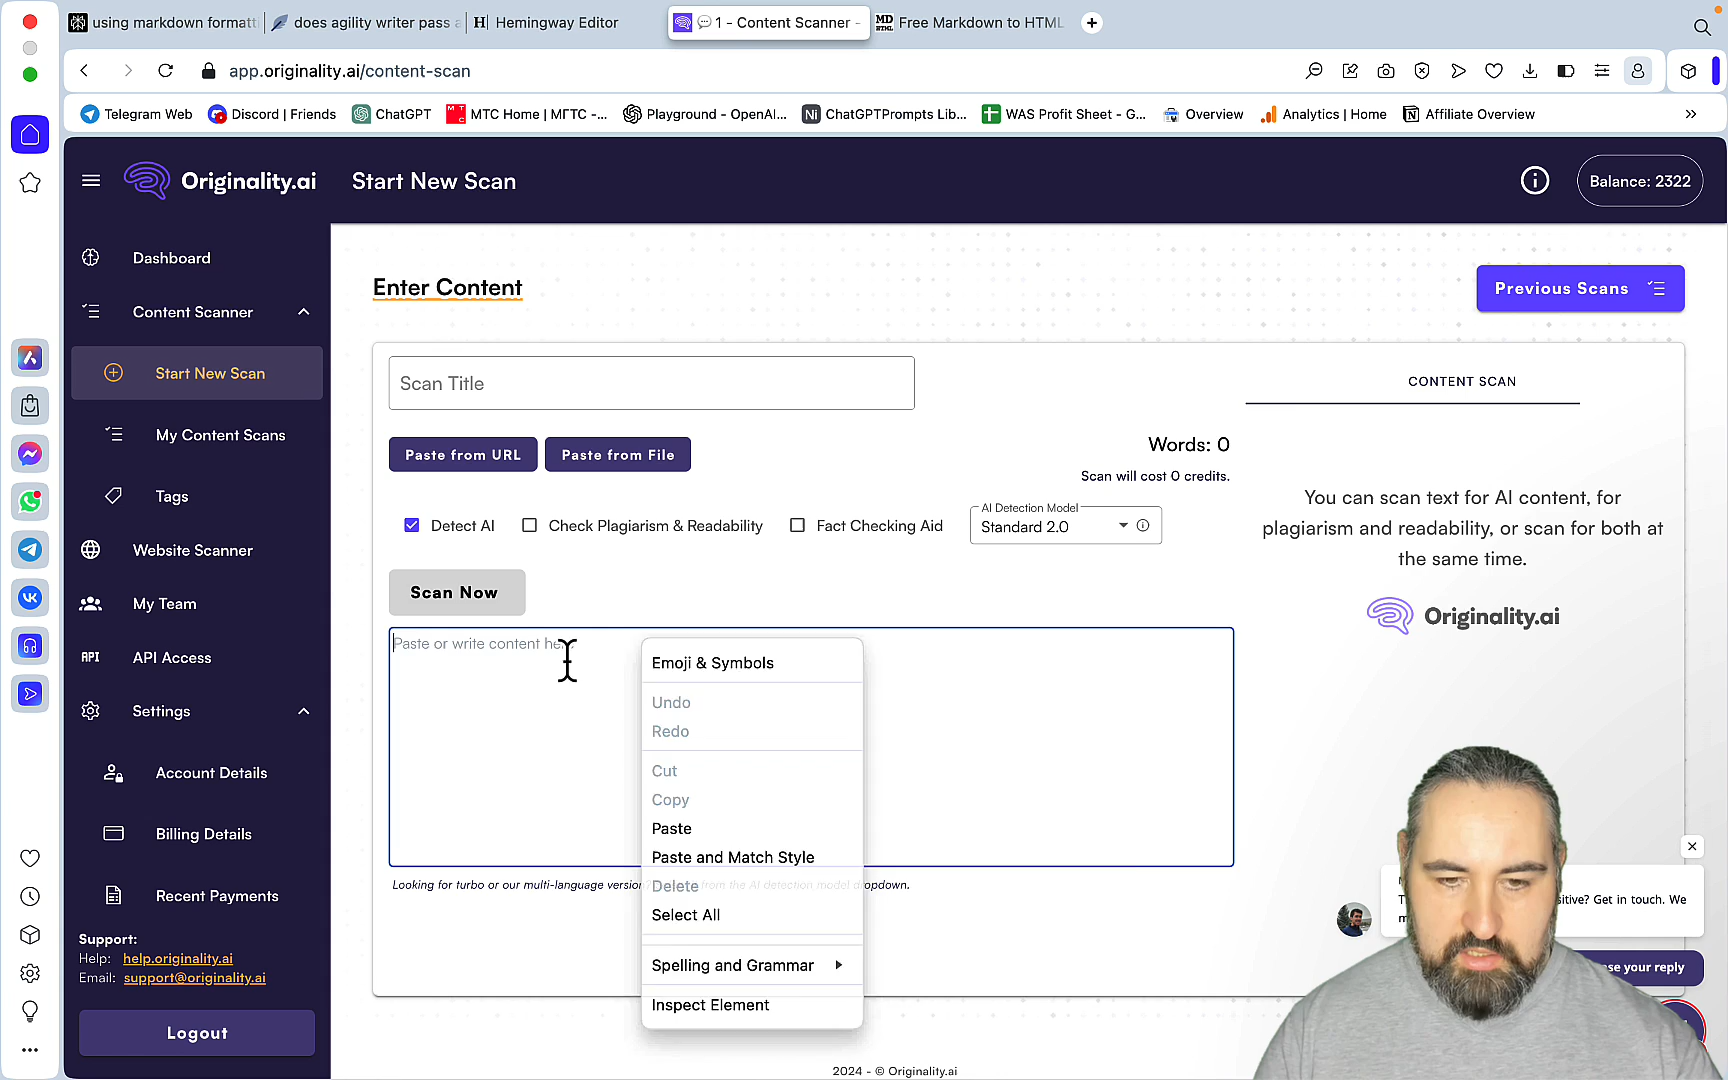 using markdown formatt
does agility writer pass a
Hemingway Editor
1 - Content Scanner -
Free Markdown to HTML
app.originality.ai/content-scan
Telegram Web
Discord | Friends
ChatGPT
МТС Home | МГТС -...
Playground - OpenAI...
ChatGPTPrompts Lib...
WAS Profit Sheet - G...
Overview
Analytics | Home
Affiliate Overview
Originality.ai
Start New Scan
Balance: 2322
Dashboard
Content Scanner
Start New Scan
My Content Scans
Tags
Website Scanner
My Team
API
API Access
Settings
Account Details
Billing Details
Recent Payments
Support:
Help: help.originality.ai
Email: support@originality.ai
Logout
Enter Content
Previous Scans
Scan Title
CONTENT SCAN
Paste from URL
Paste from File
Words: 0
Scan will cost 0 credits.
Detect AI
Check Plagiarism & Readability
Fact Checking Aid
AI Detection Model
Standard 2.0
You can scan text for AI content, for
plagiarism and readability, or scan for both at
the same time.
Originality.ai
Scan Now
Paste or write content he
Emoji & Symbols
Undo
Redo
Cut
Copy
Paste
Paste and Match Style
Delete
Select All
Spelling and Grammar
Inspect Element
Looking for turbo or our multi-language version from the AI detection model dropdown.
sitive? Get in touch. We
your reply
2024 - © Originality.ai